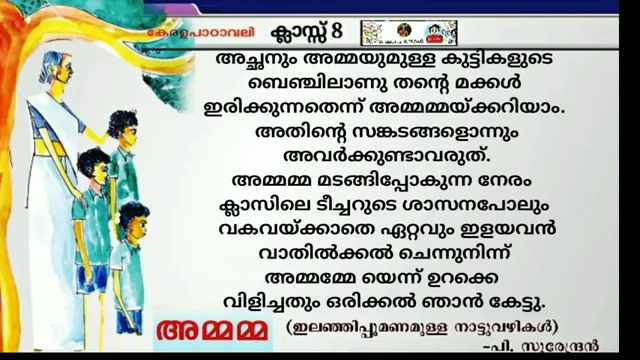 കേരളപാഠാവലി ക്ലാസ്സ് 8
അച്ഛനും അമ്മയുമുള്ള കുട്ടികളുടെ
ബെഞ്ചിലാണു തന്റെ മക്കൾ
ഇരിക്കുന്നതെന്ന് അമ്മമ്മയ്ക്കറിയാം.
അതിന്റെ സങ്കടങ്ങളൊന്നും
അവർക്കുണ്ടാവരുത്.
അമ്മമ്മ മടങ്ങിപ്പോകുന്ന നേരം
ക്ലാസിലെ ടീച്ചറുടെ ശാസനപോലും
വകവയ്ക്കാതെ ഏറ്റവും ഇളയവൻ
വാതിൽക്കൽ ചെന്നുനിന്ന്
അമ്മമ്മേ യെന്ന് ഉറക്കെ
വിളിച്ചതും ഒരിക്കൽ ഞാൻ കേട്ടു.
അമ്മമ്മ (ഇലഞ്ഞിപ്പൂമണമുള്ള നാട്ടുവഴികൾ)
-പി. സുരേന്ദ്രൻ